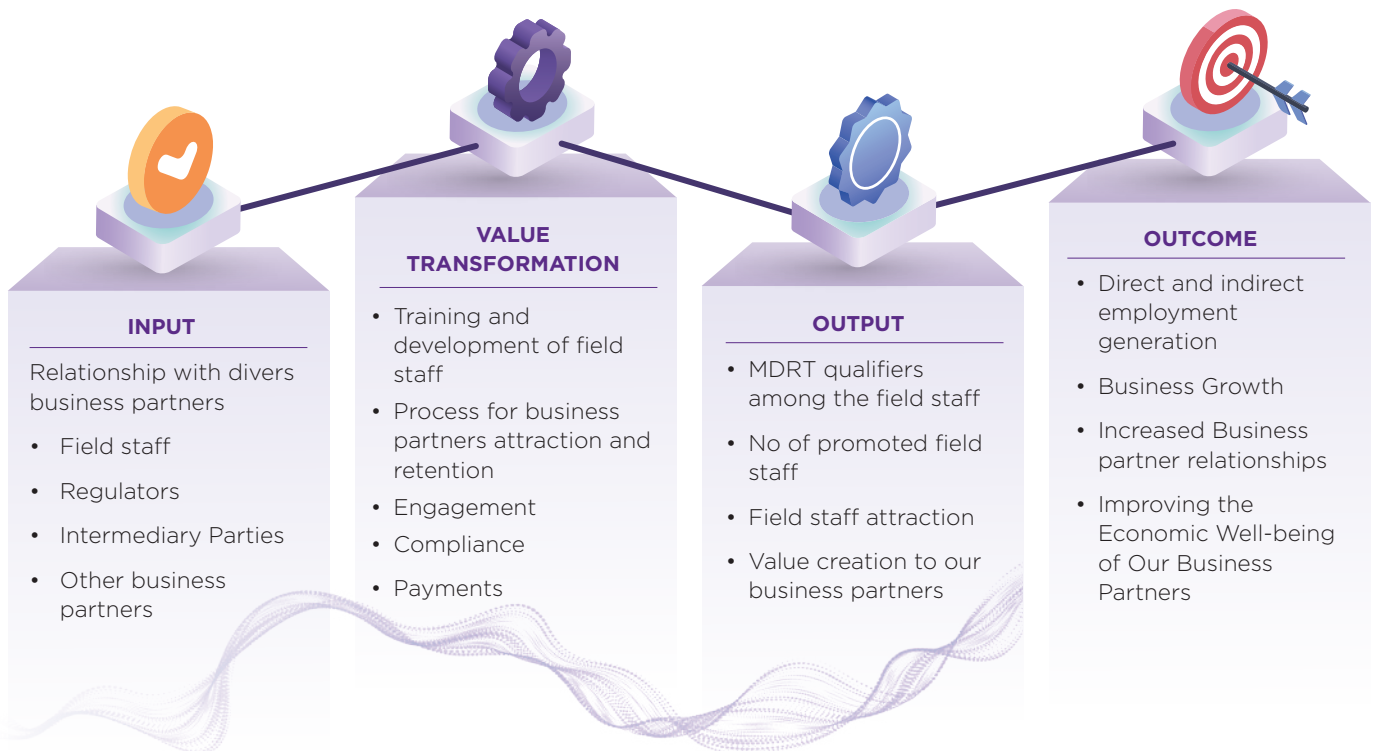 INPUT
Relationship with divers
business partners
• Field staff
• Regulators
• Intermediary Parties
• Other business
partners
VALUE
TRANSFORMATION
• Training and
development of field
staff
• Process for business
partners attraction and
retention
• Engagement
• Compliance
• Payments
OUTPUT
• MDRT qualifiers
among the field staff
• No of promoted field
staff
• Field staff attraction
• Value creation to our
business partners
OUTCOME
• Direct and indirect
employment
generation
• Business Growth
• Increased Business
partner relationships
• Improving the
Economic Well-being
of Our Business
Partners